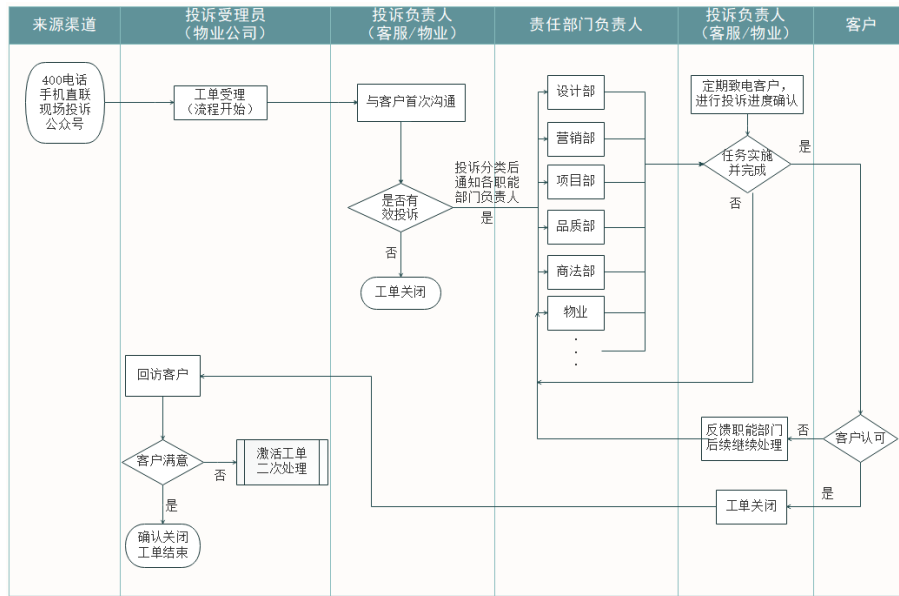 来源渠道
投诉受理员
（物业公司）
投诉负责人
（客服/物业）
责任部门负责人
投诉负责人
（客服/物业）
客户
400电话
手机直联
现场投诉
公众号
工单受理
（流程开始）
与客户首次沟通
是否有
效投诉
否
工单关闭
投诉分类后
通知各职能
部门负责人
是
设计部
营销部
项目部
品质部
商法部
物业
定期致电客户，
进行投诉进度确认
任务实施
并完成
是
否
客户认可
否
反馈职能部门
后续继续处理
是
工单关闭
回访客户
客户满意
否
激活工单
二次处理
是
确认关闭
工单结束